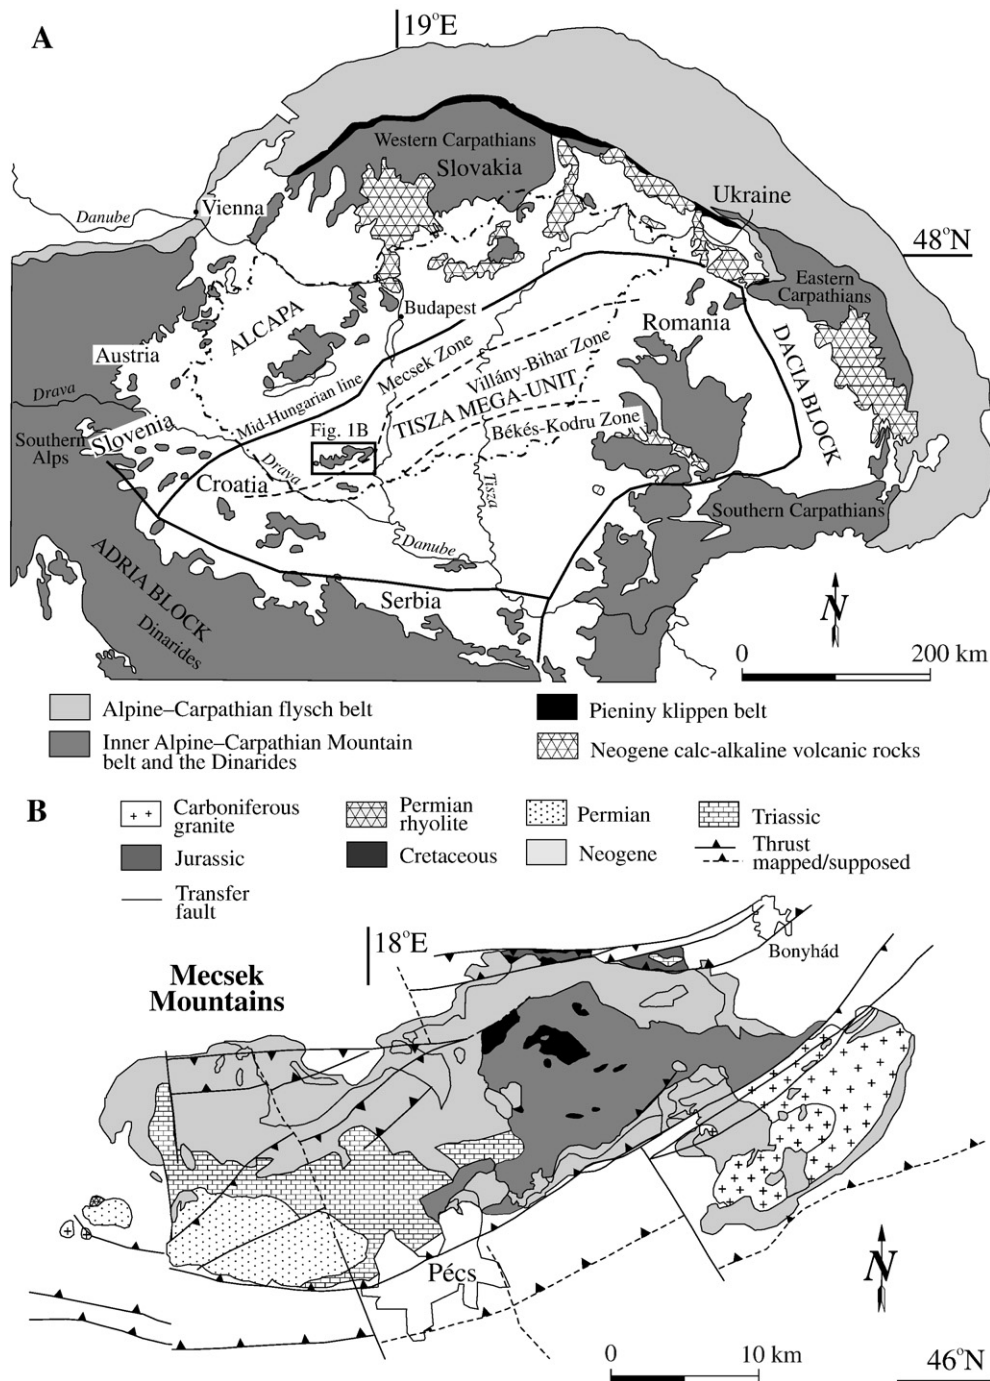 A
19°E
Western Carpathians
Slovakia
Ukraine
Danube
Vienna
48°N
Eastern
Carpathians
Budapest
ALCAPA
Romania
Austria
Mecsek Zone
Villány-Bihar Zone
DACIA BLOCK
Drava
Mid-Hungarian line
TISZA MEGA-UNIT
Southern
Alps
Slovenia
Fig. 1B
Békés-Kodru Zone
Croatia
Drava
Tisza
Southern Carpathians
Danube
ADRIA BLOCK
Dinarides
Serbia
N
0 200 km
Alpine–Carpathian flysch belt
Pieniny klippen belt
Inner Alpine–Carpathian Mountain
belt and the Dinarides
Neogene calc-alkaline volcanic rocks
B
Carboniferous
granite
Permian
rhyolite
Permian
Triassic
Jurassic
Cretaceous
Neogene
Thrust
mapped/supposed
Transfer
fault
18°E
Bonyhád
Mecsek
Mountains
Pécs
N
0 10 km
46°N